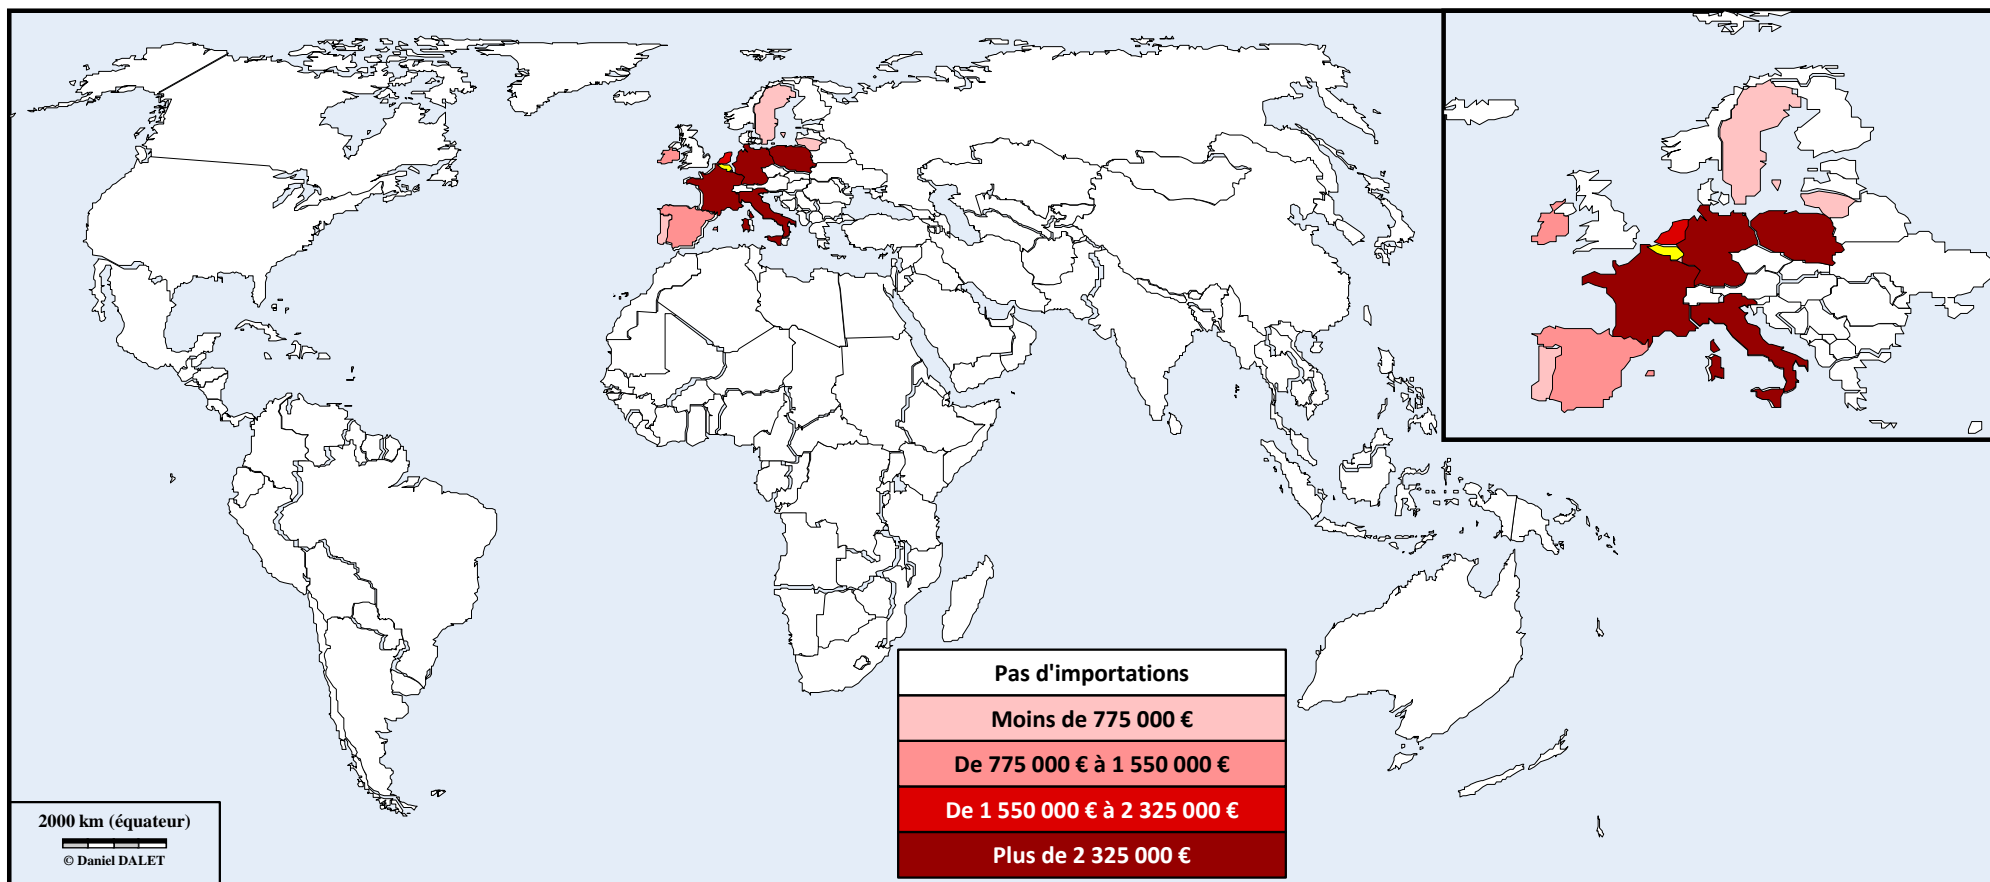 Pas d'importations
Moins de 775 000 €
De 775 000 € à 1 550 000 €
De 1 550 000 € à 2 325 000 €
Plus de 2 325 000 €
2000 km (équateur)
© Daniel DALET